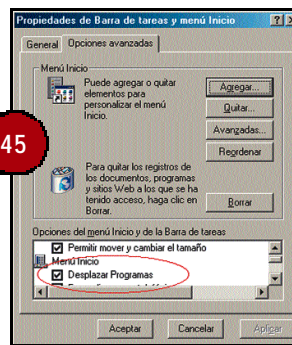 Propiedades de Barra de tareas y menú Inicio
General
Opciones avanzadas
Menú Inicio
Puede agregar o quitar
elementos para
personalizar el menú
Inicio.
Agregar...
Quitar...
Avanzadas...
Reordenar
45
Para quitar los registros de
los documentos, programas
y sitios Web a los que se ha
tenido acceso, haga clic en
Borrar.
Borrar
Opciones del menú Inicio y de la Barra de tareas
Permitir mover y cambiar el tamaño
Menú Inicio
Desplazar Programas
Aceptar
Cancelar
Aplicar